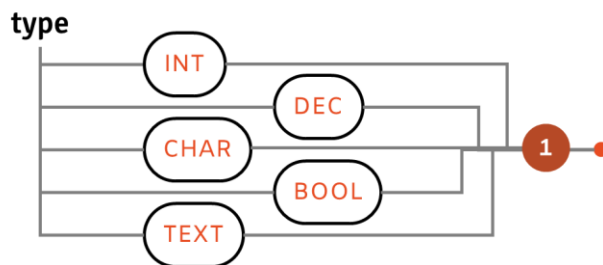 type
INT
DEC
CHAR
1
BOOL
TEXT